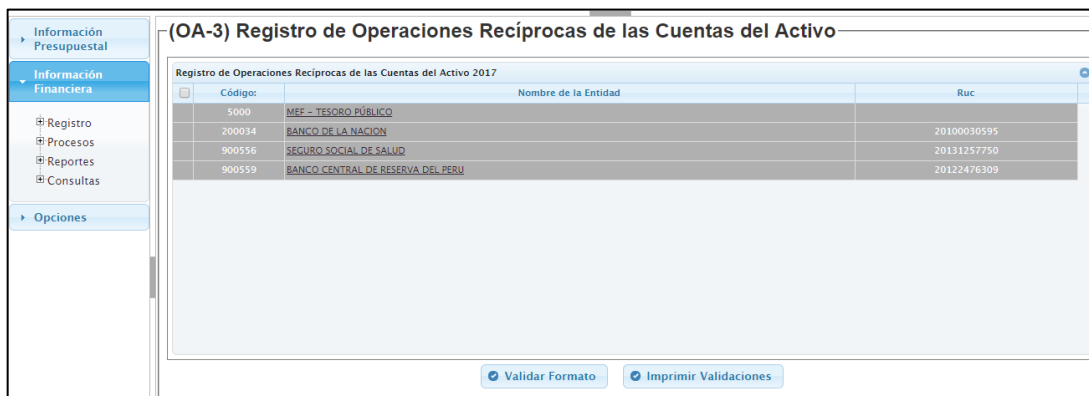 Información
Presupuestal
Información
Financiera
Registro
Procesos
Reportes
Consultas
Opciones
(OA-3) Registro de Operaciones Recíprocas de las Cuentas del Activo
Registro de Operaciones Recíprocas de las Cuentas del Activo 2017
Código: Nombre de la Entidad Ruc
5000 MEF - TESORO PÚBLICO
200034 BANCO DE LA NACION 20100030595
900556 SEGURO SOCIAL DE SALUD 20131257750
900559 BANCO CENTRAL DE RESERVA DEL PERU 20122476309
Validar Formato Imprimir Validaciones